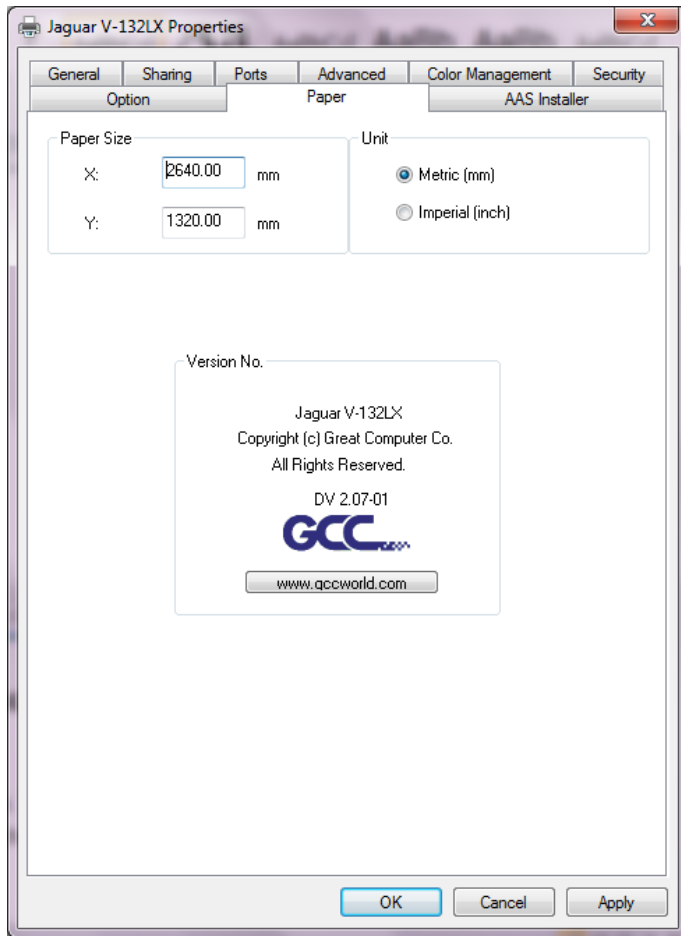 Jaguar V-132LX Properties
General Sharing Ports Advanced Color Management Security
Option Paper AAS Installer
Paper Size
X: 2640.00 mm
Y: 1320.00 mm
Unit
Metric (mm)
Imperial (inch)
Version No.
Jaguar V-132LX
Copyright (c) Great Computer Co.
All Rights Reserved.
DV 2.07-01
GCC
www.gccworld.com
OK Cancel Apply